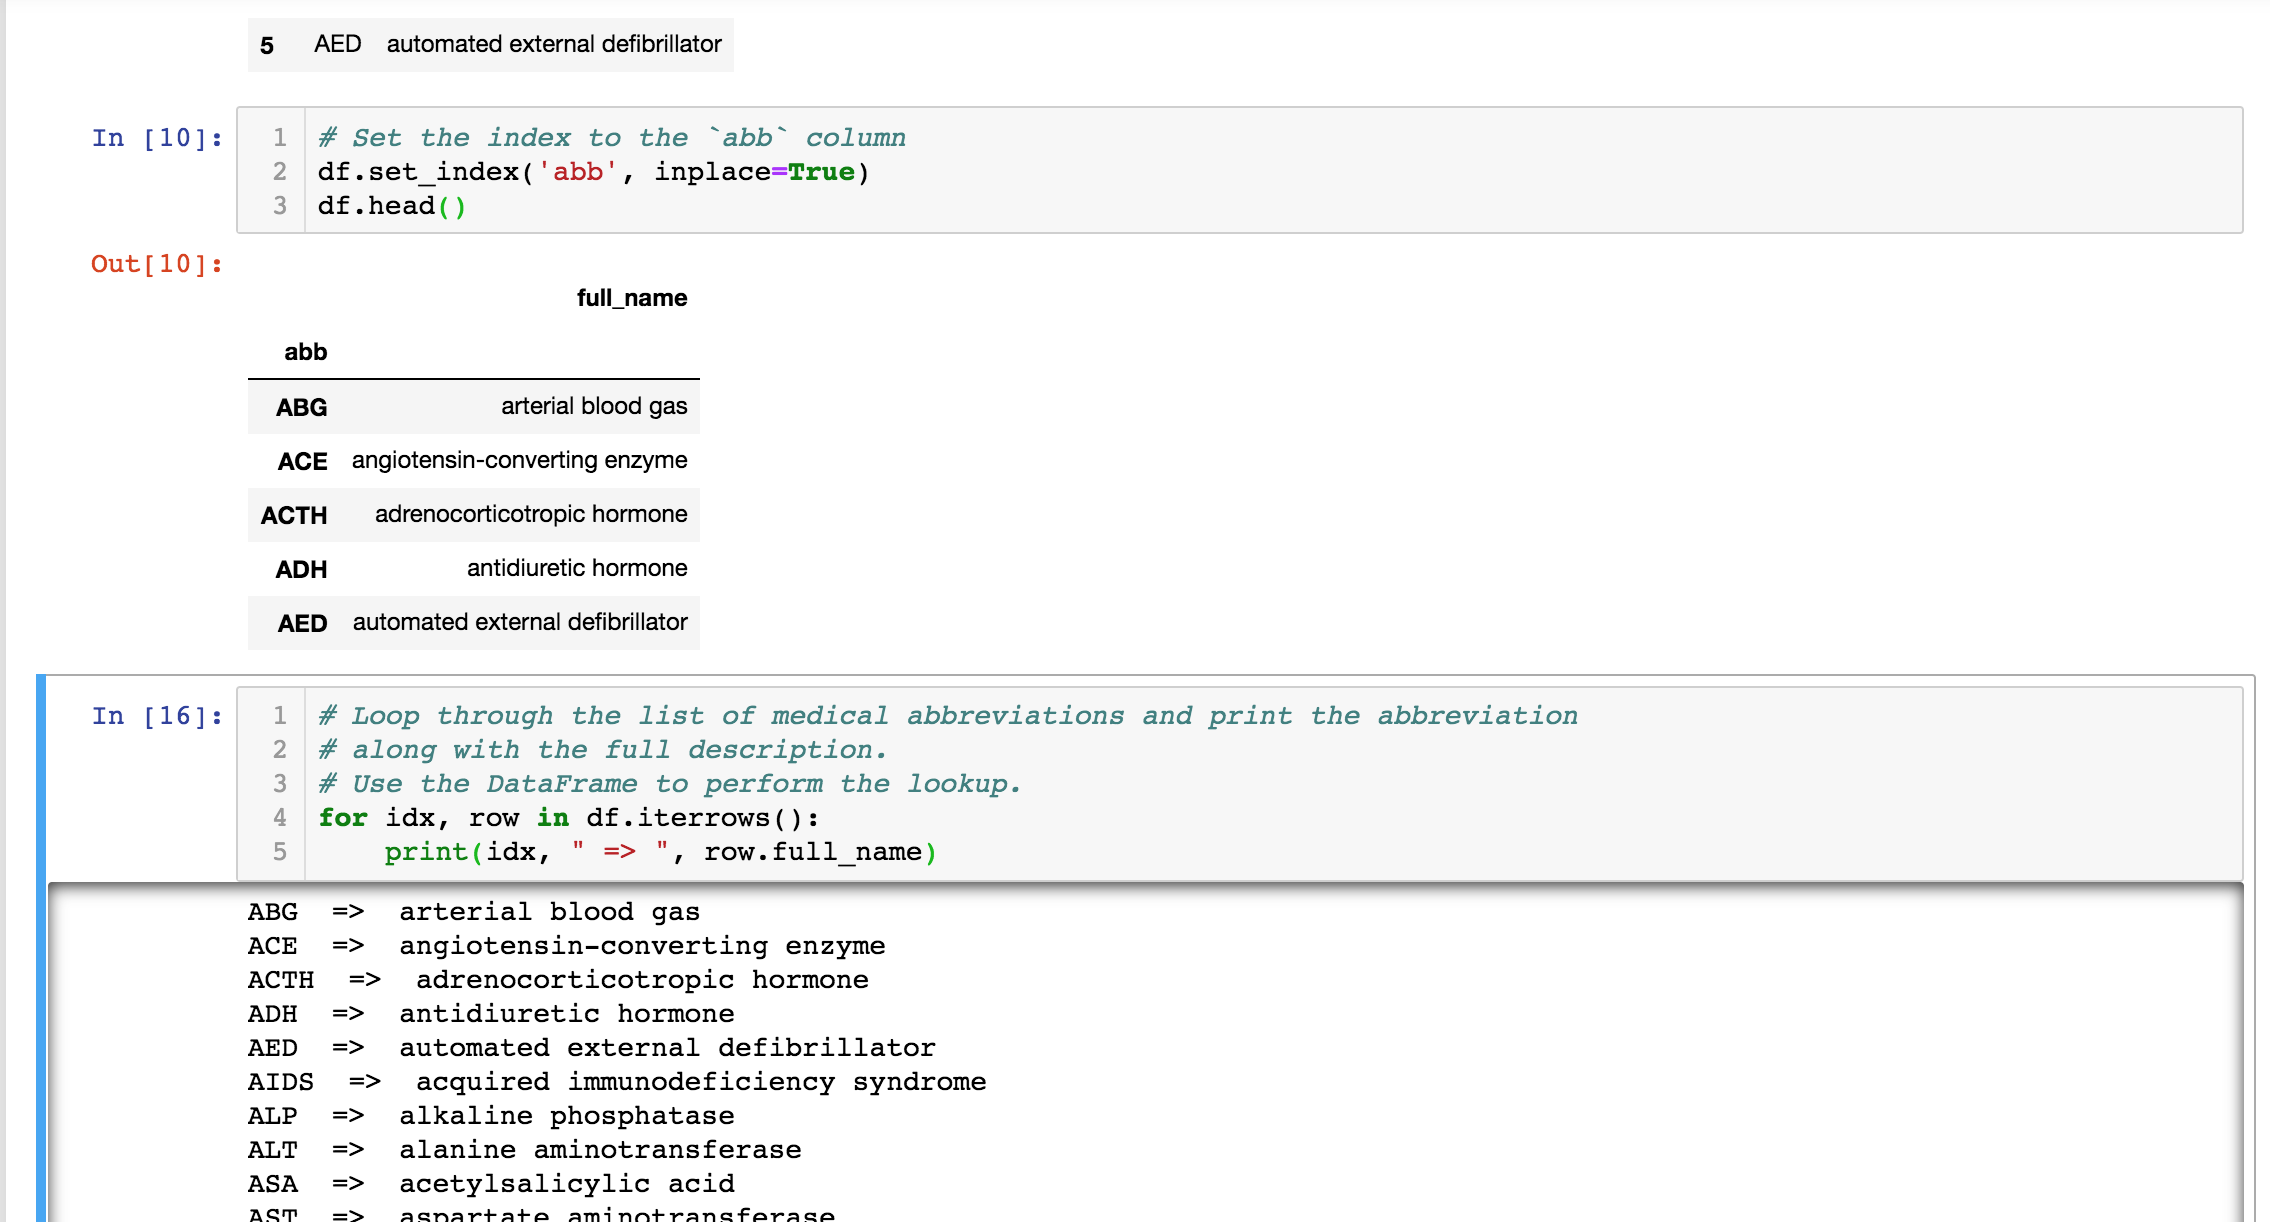 5 AED automated external defibrillator
In [10]:
1 # Set the index to the `abb` column
2 df.set_index('abb', inplace=True)
3 df.head()
Out[10]:
full_name
abb
ABG arterial blood gas
ACE angiotensin-converting enzyme
ACTH adrenocorticotropic hormone
ADH antidiuretic hormone
AED automated external defibrillator
In [16]:
1 # Loop through the list of medical abbreviations and print the abbreviation
2 # along with the full description.
3 # Use the DataFrame to perform the lookup.
4 for idx, row in df.iterrows():
5     print(idx, " => ", row.full_name)
ABG  =>  arterial blood gas
ACE  =>  angiotensin-converting enzyme
ACTH  =>  adrenocorticotropic hormone
ADH  =>  antidiuretic hormone
AED  =>  automated external defibrillator
AIDS  =>  acquired immunodeficiency syndrome
ALP  =>  alkaline phosphatase
ALT  =>  alanine aminotransferase
ASA  =>  acetylsalicylic acid
AST  =>  aspartate aminotransferase